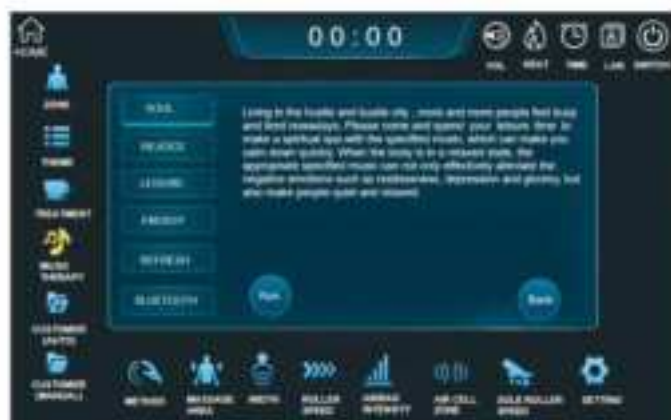 00:00
HOME
VOL HEAT TIME LAN SWITCH
ZONE
THEME
TREATMENT
MUSIC
THERAPY
CUSTOMER
(AUTO)
CUSTOMER
(MANUAL)
SOUL
LEISURE
ENERGY
REFRESH
BLUETOOTH
Living in the hustle and bustle city , more and more people feel busy
and tired nowadays. Please come and spend your leisure time to
make a spiritual spa with the specified music, which can make you
calm down quickly. When the body is in a relaxed state, the
appropriate specified music can not only effectively alleviate the
negative emotions such as restlessness, depression and gloomy, but
also make people quiet and relaxed.
Run
Back
METHOD
MASSAGE
AREA
WIDTH
ROLLER
SPEED
AIRBAG
INTENSITY
AIR CELL
ZONE
SOLE ROLLER
SPEED
SETTING